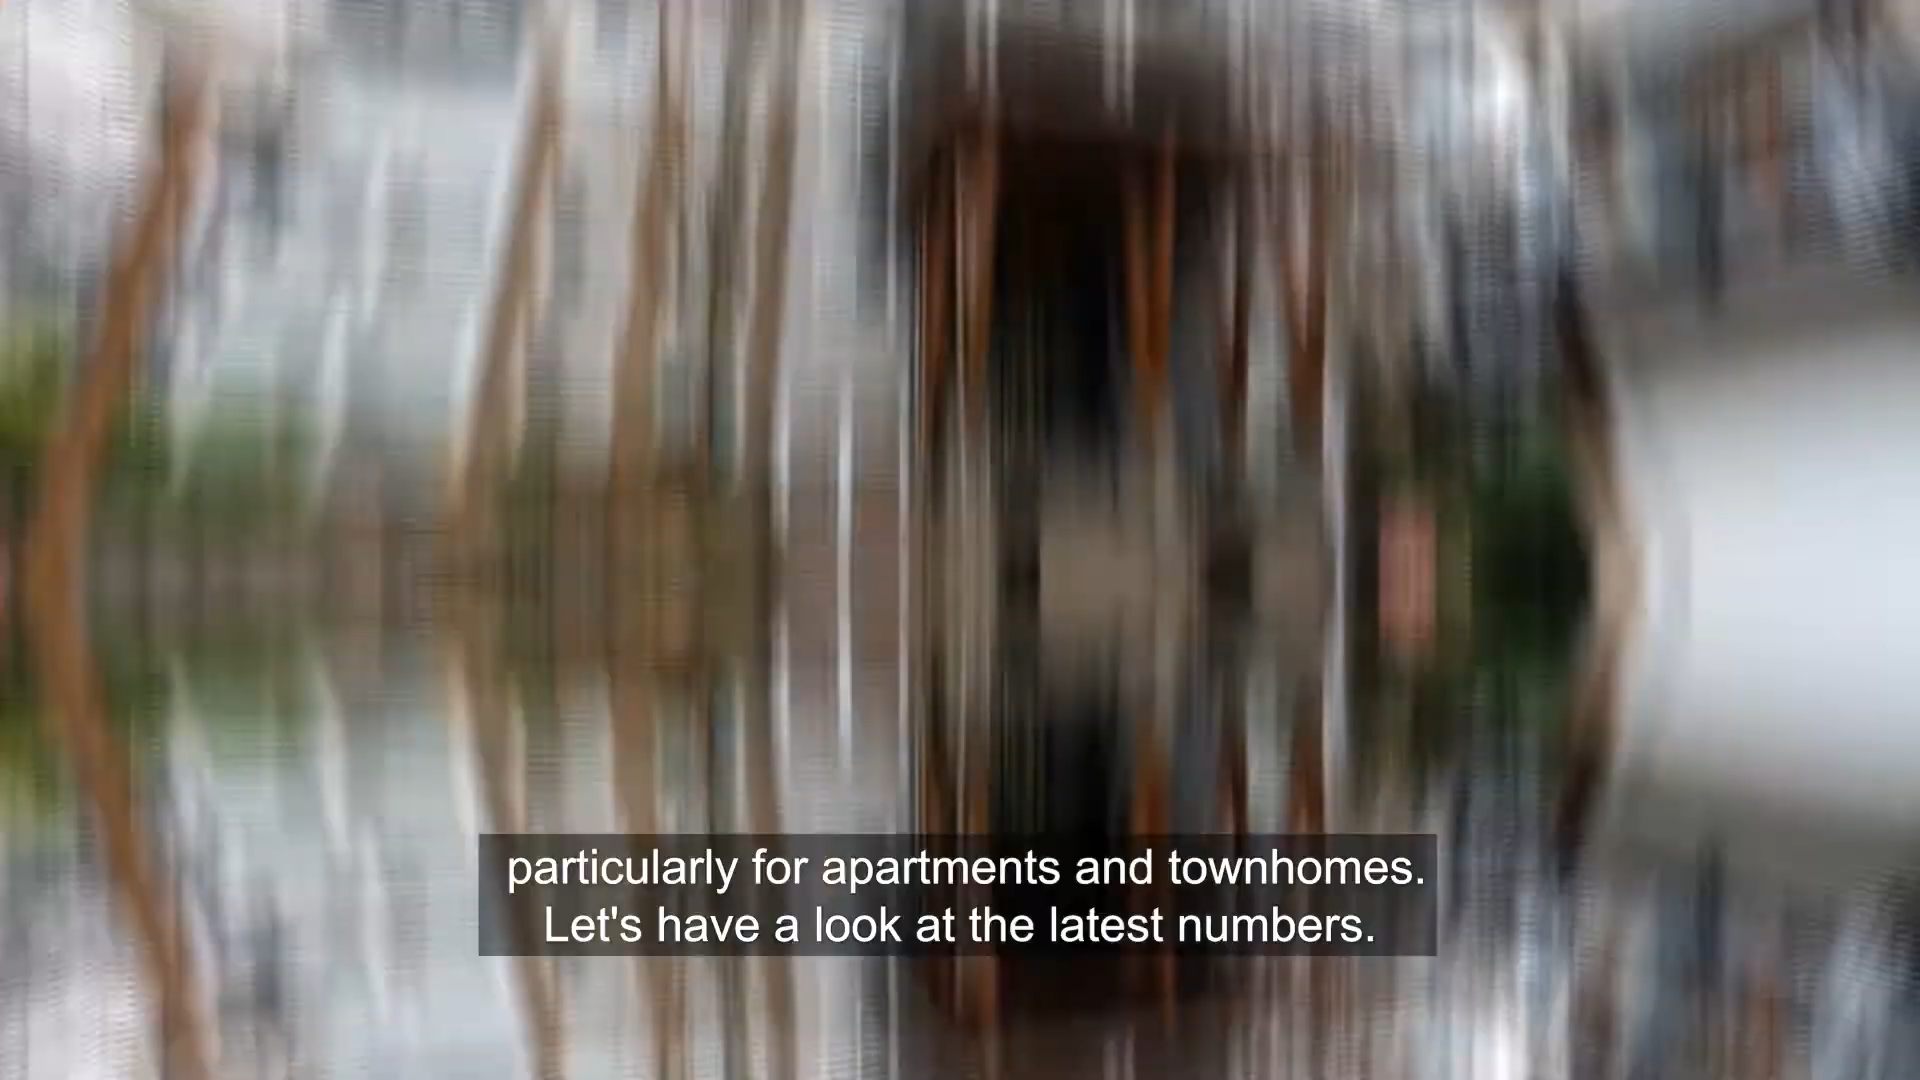 particularly for apartments and townhomes.
Let's have a look at the latest numbers.